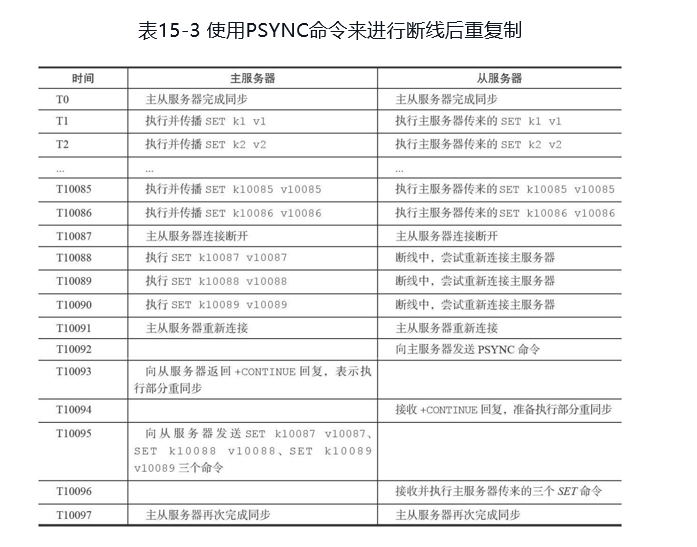 表15-3 使用PSYNC命令来进行断线后重复制
时间 主服务器 从服务器
T0 主从服务器完成同步 主从服务器完成同步
T1 执行并传播 SET k1 v1 执行主服务器传来的 SET k1 v1
T2 执行并传播 SET k2 v2 执行主服务器传来的 SET k2 v2
... ... ...
T10085 执行并传播 SET k10085 v10085 执行主服务器传来的 SET k10085 v10085
T10086 执行并传播 SET k10086 v10086 执行主服务器传来的 SET k10086 v10086
T10087 主从服务器连接断开 主从服务器连接断开
T10088 执行 SET k10087 v10087 断线中，尝试重新连接主服务器
T10089 执行 SET k10088 v10088 断线中，尝试重新连接主服务器
T10090 执行 SET k10089 v10089 断线中，尝试重新连接主服务器
T10091 主从服务器重新连接 主从服务器重新连接
T10092 向主服务器发送 PSYNC 命令
T10093 向从服务器返回 +CONTINUE 回复，表示执
行部分重同步
T10094 接收 +CONTINUE 回复，准备执行部分重同步
T10095 向从服务器发送 SET k10087 v10087、
SET k10088 v10088、SET k10089
v10089 三个命令
T10096 接收并执行主服务器传来的三个 SET 命令
T10097 主从服务器再次完成同步 主从服务器再次完成同步